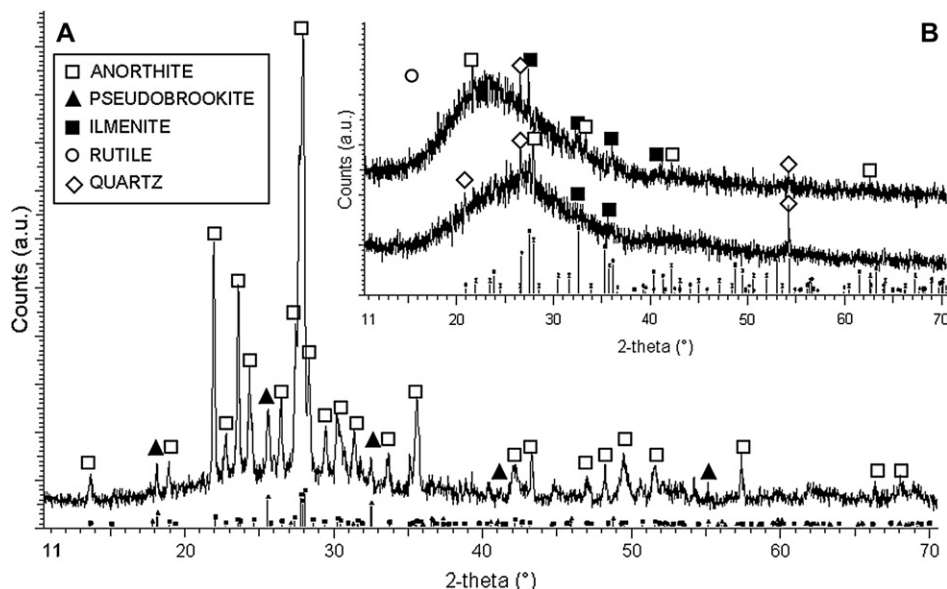 A
B
ANORTHITE
PSEUDOBROOKITE
ILMENITE
RUTILE
QUARTZ
Counts (a.u.)
11 20 30 40 50 60 70
2-theta (°)
Counts (a.u.)
11 20 30 40 50 60 70
2-theta (°)